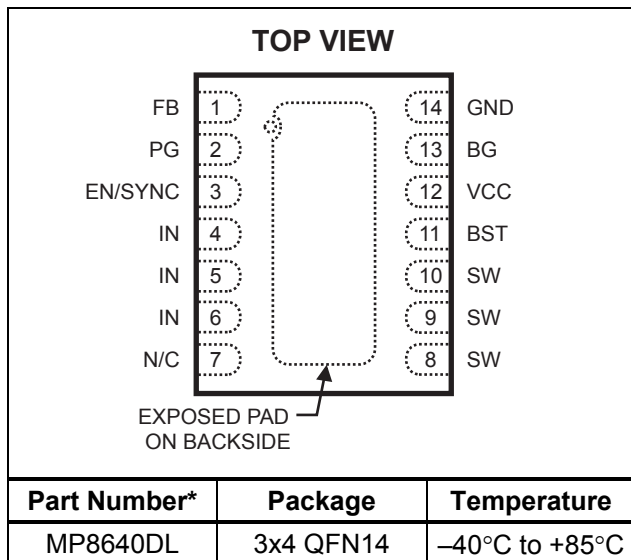 TOP VIEW
FB 1 14 GND
PG 2 13 BG
EN/SYNC 3 12 VCC
IN 4 11 BST
IN 5 10 SW
IN 6 9 SW
N/C 7 8 SW
EXPOSED PAD
ON BACKSIDE
Part Number* Package Temperature
MP8640DL 3x4 QFN14 –40°C to +85°C